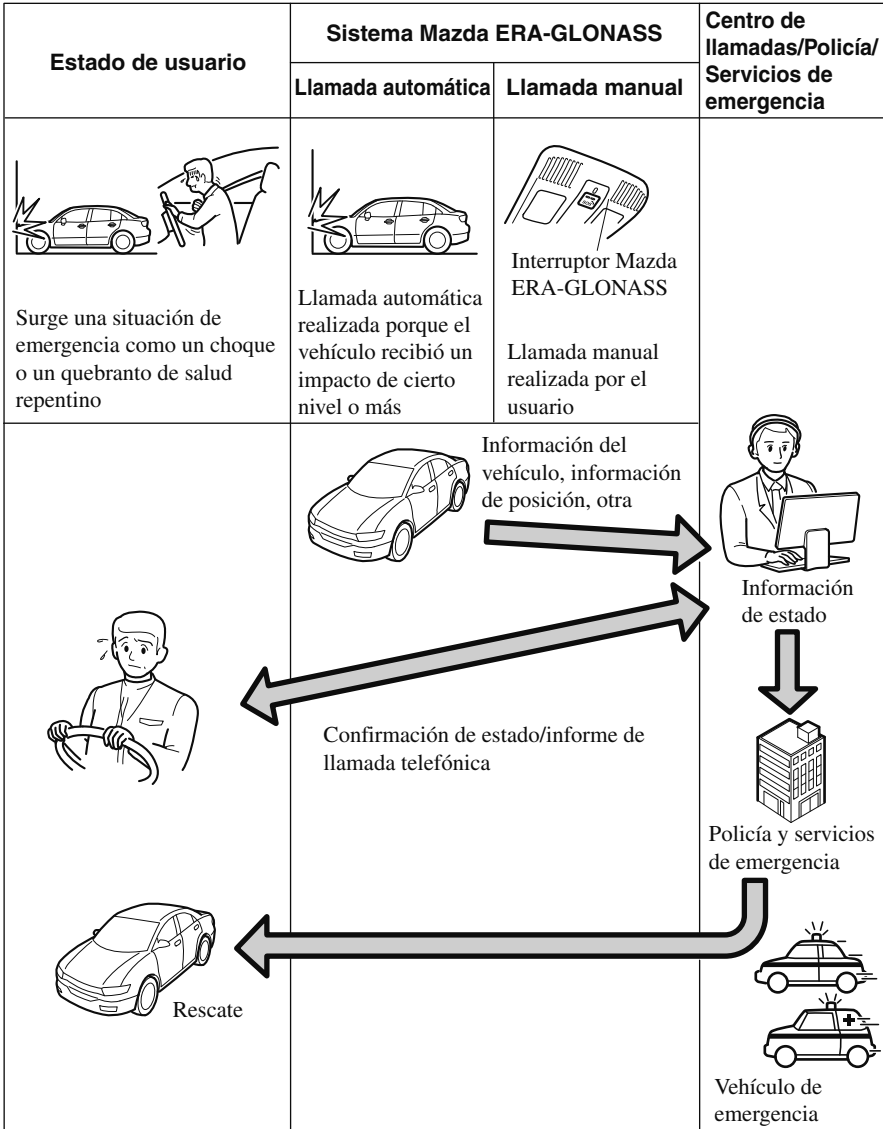 Estado de usuario
Sistema Mazda ERA-GLONASS
Llamada automática
Llamada manual
Centro de
llamadas/Policía/
Servicios de
emergencia
Surge una situación de
emergencia como un choque
o un quebranto de salud
repentino
Llamada automática
realizada porque el
vehículo recibió un
impacto de cierto
nivel o más
Interruptor Mazda
ERA-GLONASS
Llamada manual
realizada por el
usuario
Información del
vehículo, información
de posición, otra
Información
de estado
Confirmación de estado/informe de
llamada telefónica
Policía y servicios
de emergencia
Rescate
Vehículo de
emergencia